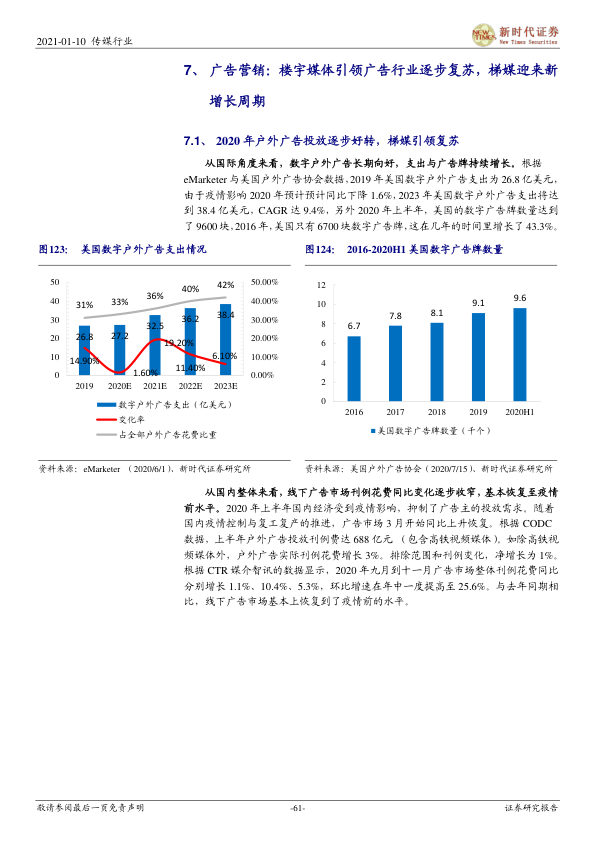 2021-01-10 传媒行业
新时代证券
New Times Securities
NEW TIMES
7、 广告营销：楼宇媒体引领广告行业逐步复苏，梯媒迎来新
增长周期
7.1、 2020 年户外广告投放逐步好转，梯媒引领复苏
从国际角度来看，数字户外广告长期向好，支出与广告牌持续增长。根据
eMarketer 与美国户外广告协会数据，2019 年美国数字户外广告支出为 26.8 亿美元，
由于疫情影响 2020 年预计预计同比下降 1.6%，2023 年美国数字户外广告支出将达
到 38.4 亿美元，CAGR 达 9.4%，另外 2020 年上半年，美国的数字广告牌数量达到
了 9600 块，2016 年，美国只有 6700 块数字广告牌，这在几年的时间里增长了 43.3%。
图123： 美国数字户外广告支出情况
50
40
30
20
10
0
50.00%
40.00%
30.00%
20.00%
10.00%
0.00%
31%
33%
36%
40%
42%
26.8
27.2
32.5
36.2
38.4
14.90%
1.60%
19.20%
11.40%
6.10%
2019 2020E 2021E 2022E 2023E
数字户外广告支出（亿美元）
变化率
占全部户外广告花费比重
资料来源：eMarketer （2020/6/1）、新时代证券研究所
图124： 2016-2020H1 美国数字广告牌数量
12
10
8
6
4
2
0
6.7
7.8
8.1
9.1
9.6
2016 2017 2018 2019 2020H1
美国数字广告牌数量（千个）
资料来源：美国户外广告协会（2020/7/15）、新时代证券研究所
从国内整体来看，线下广告市场刊例花费同比变化逐步收窄，基本恢复至疫情
前水平。2020 年上半年国内经济受到疫情影响，抑制了广告主的投放需求。随着
国内疫情控制与复工复产的推进，广告市场 3 月开始同比上升恢复。根据 CODC
数据，上半年户外广告投放刊例费达 688 亿元 （包含高铁视频媒体）。如除高铁视
频媒体外，户外广告实际刊例花费增长 3%。排除范围和刊例变化，净增长为 1%。
根据 CTR 媒介智讯的数据显示，2020 年九月到十一月广告市场整体刊例花费同比
分别增长 1.1%、10.4%、5.3%，环比增速在年中一度提高至 25.6%。与去年同期相
比，线下广告市场基本上恢复到了疫情前的水平。
敬请参阅最后一页免责声明
-61-
证券研究报告